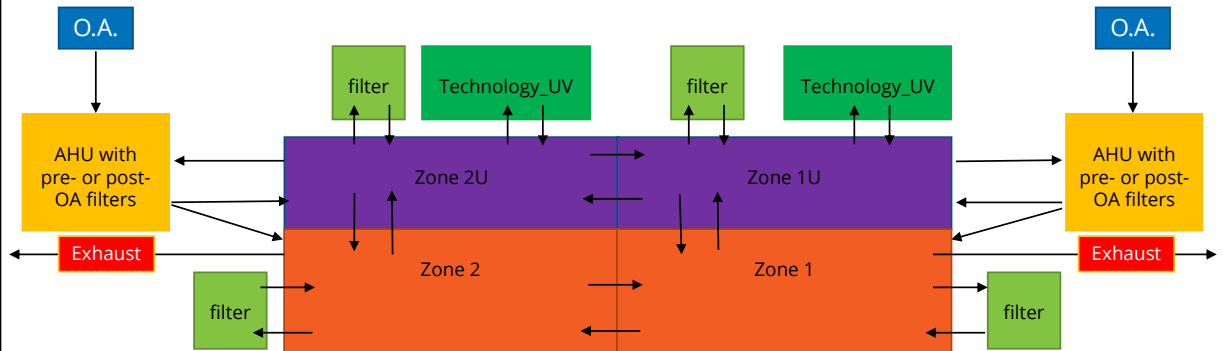 O.A.
O.A.
filter
Technology_UV
filter
Technology_UV
AHU with
pre- or post-
OA filters
Zone 2U
Zone 1U
AHU with
pre- or post-
OA filters
Exhaust
Zone 2
Zone 1
Exhaust
filter
filter